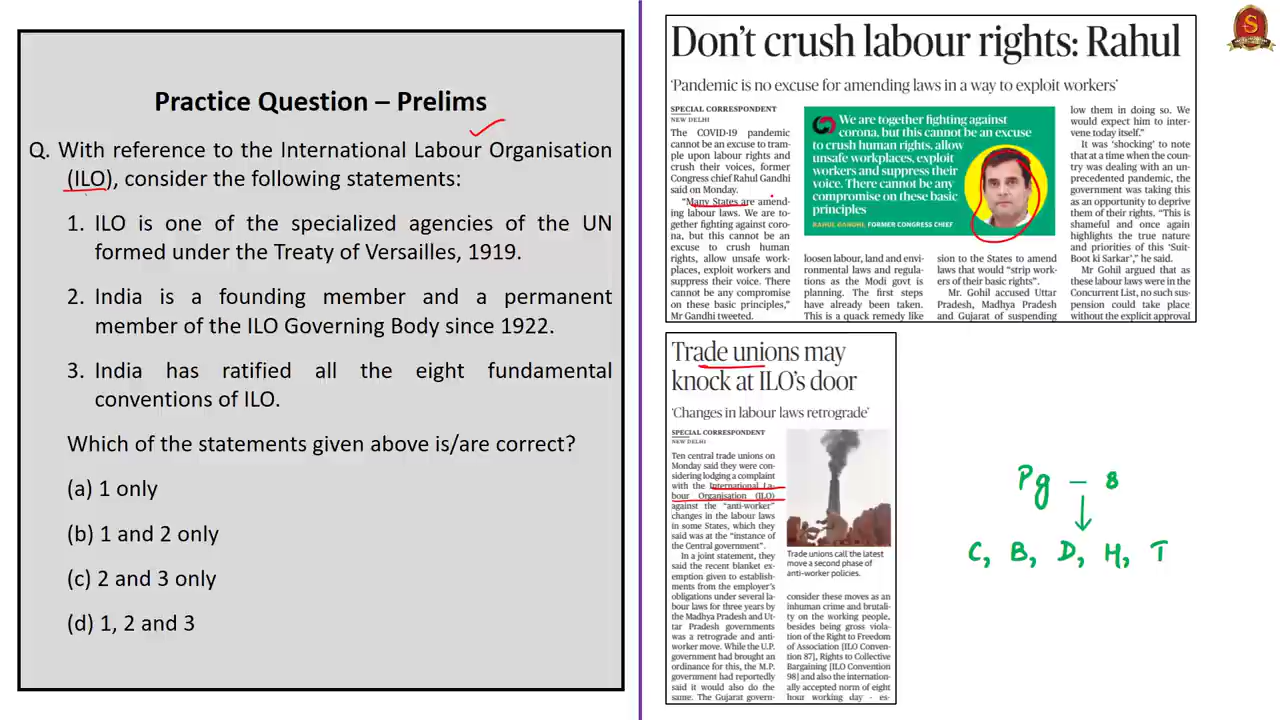 Practice Question – Prelims
Q. With reference to the International Labour Organisation
(ILO), consider the following statements:
1. ILO is one of the specialized agencies of the UN
formed under the Treaty of Versailles, 1919.
2. India is a founding member and a permanent
member of the ILO Governing Body since 1922.
3. India has ratified all the eight fundamental
conventions of ILO.
Which of the statements given above is/are correct?
(a) 1 only
(b) 1 and 2 only
(c) 2 and 3 only
(d) 1, 2 and 3
Don't crush labour rights: Rahul
'Pandemic is no excuse for amending laws in a way to exploit workers'
SPECIAL CORRESPONDENT
NEW DELHI
The COVID-19 pandemic
cannot be an excuse to tram-
ple upon labour rights and
crush their voices, former
Congress chief Rahul Gandhi
said on Monday.
"Many States are amend-
ing labour laws. We are to-
gether fighting against coro-
na, but this cannot be an
excuse to crush human
rights, allow unsafe work-
places, exploit workers and
suppress their voice. There
cannot be any compromise
on these basic principles,"
Mr Gandhi tweeted.
We are together fighting against
corona, but this cannot be an excuse
to crush human rights, allow
unsafe workplaces, exploit
workers and suppress their
voice. There cannot be any
compromise on these basic
principles
RAHUL GANDHI, FORMER CONGRESS CHIEF
loosen labour, land and envi-
ronmental laws and regula-
tions as the Modi govt is
planning. The first steps
have already been taken.
This is a quack remedy like
sion to the States to amend
laws that would "strip work-
ers of their basic rights".
Mr. Gohil accused Uttar
Pradesh, Madhya Pradesh
and Gujarat of suspending
low them in doing so. We
would expect him to inter-
vene today itself."
It was 'shocking' to note
that at a time when the coun-
try was dealing with an un-
precedented pandemic, the
government was taking this
as an opportunity to deprive
them of their rights. "This is
shameful and once again
highlights the true nature
and priorities of this 'Suit-
Boot ki Sarkar'," he said.
Mr Gohil argued that as
these labour laws were in the
Concurrent List, no such sus-
pension could take place
without the explicit approval
Trade unions may
knock at ILO's door
'Changes in labour laws retrograde'
SPECIAL CORRESPONDENT
NEW DELHI
Ten central trade unions on
Monday said they were con-
sidering lodging a complaint
with the International La-
bour Organisation (ILO)
against the "anti-worker"
changes in the labour laws
in some States, which they
said was at the "instance of
the Central government".
In a joint statement, they
said the recent blanket ex-
emption given to establish-
ments from the employer's
obligations under several la-
bour laws for three years by
the Madhya Pradesh and Ut-
tar Pradesh governments
was a retrograde and anti-
worker move. While the U.P.
government had brought an
ordinance for this, the M.P.
government had reportedly
said it would also do the
same. The Gujarat govern-
Trade unions call the latest
move a second phase of
anti-worker policies.
consider these moves as an
inhuman crime and brutali-
ty on the working people,
besides being gross viola-
tion of the Right to Freedom
of Association [ILO Conven-
tion 87], Rights to Collective
Bargaining [ILO Convention
98] and also the internation-
ally accepted norm of eight
hour working day - es-
Pg – 8
C, B, D, H, T
S